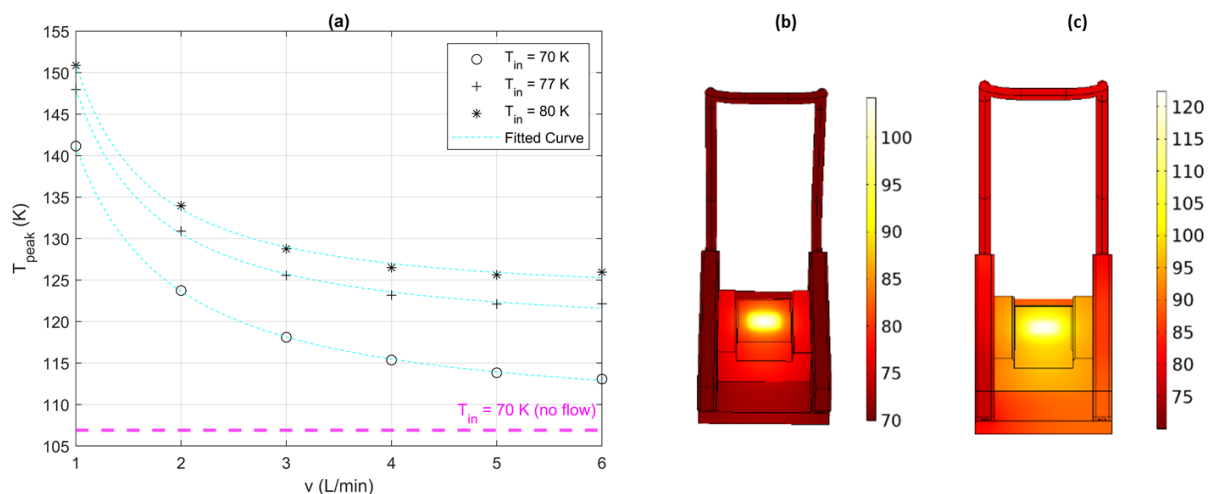 (a)
155
150
145
140
135
130
125
120
115
110
105
T_peak (K)
T_in = 70 K
T_in = 77 K
T_in = 80 K
Fitted Curve
T_in = 70 K (no flow)
1 2 3 4 5 6
v (L/min)
(b)
100
95
90
85
80
75
70
(c)
120
115
110
105
100
95
90
85
80
75